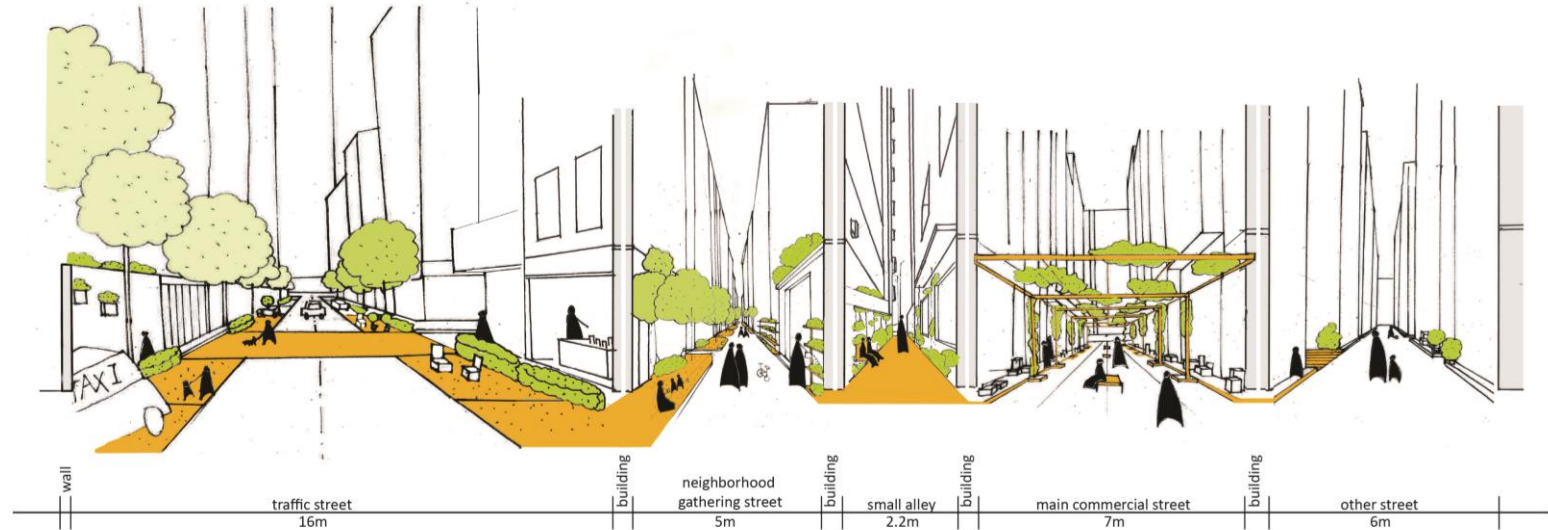 AXI
wall
traffic street
16m
building
neighborhood
gathering street
5m
building
small alley
2.2m
building
main commercial street
7m
building
other street
6m